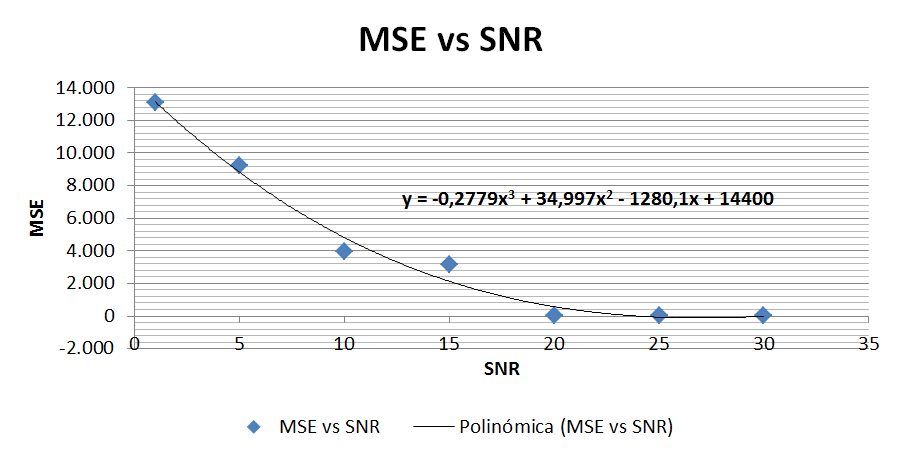 MSE vs SNR
14.000
12.000
10.000
8.000
6.000
4.000
2.000
0
-2.000
MSE
y = -0,2779x³ + 34,997x² - 1280,1x + 14400
0 5 10 15 20 25 30 35
SNR
MSE vs SNR Polinómica (MSE vs SNR)